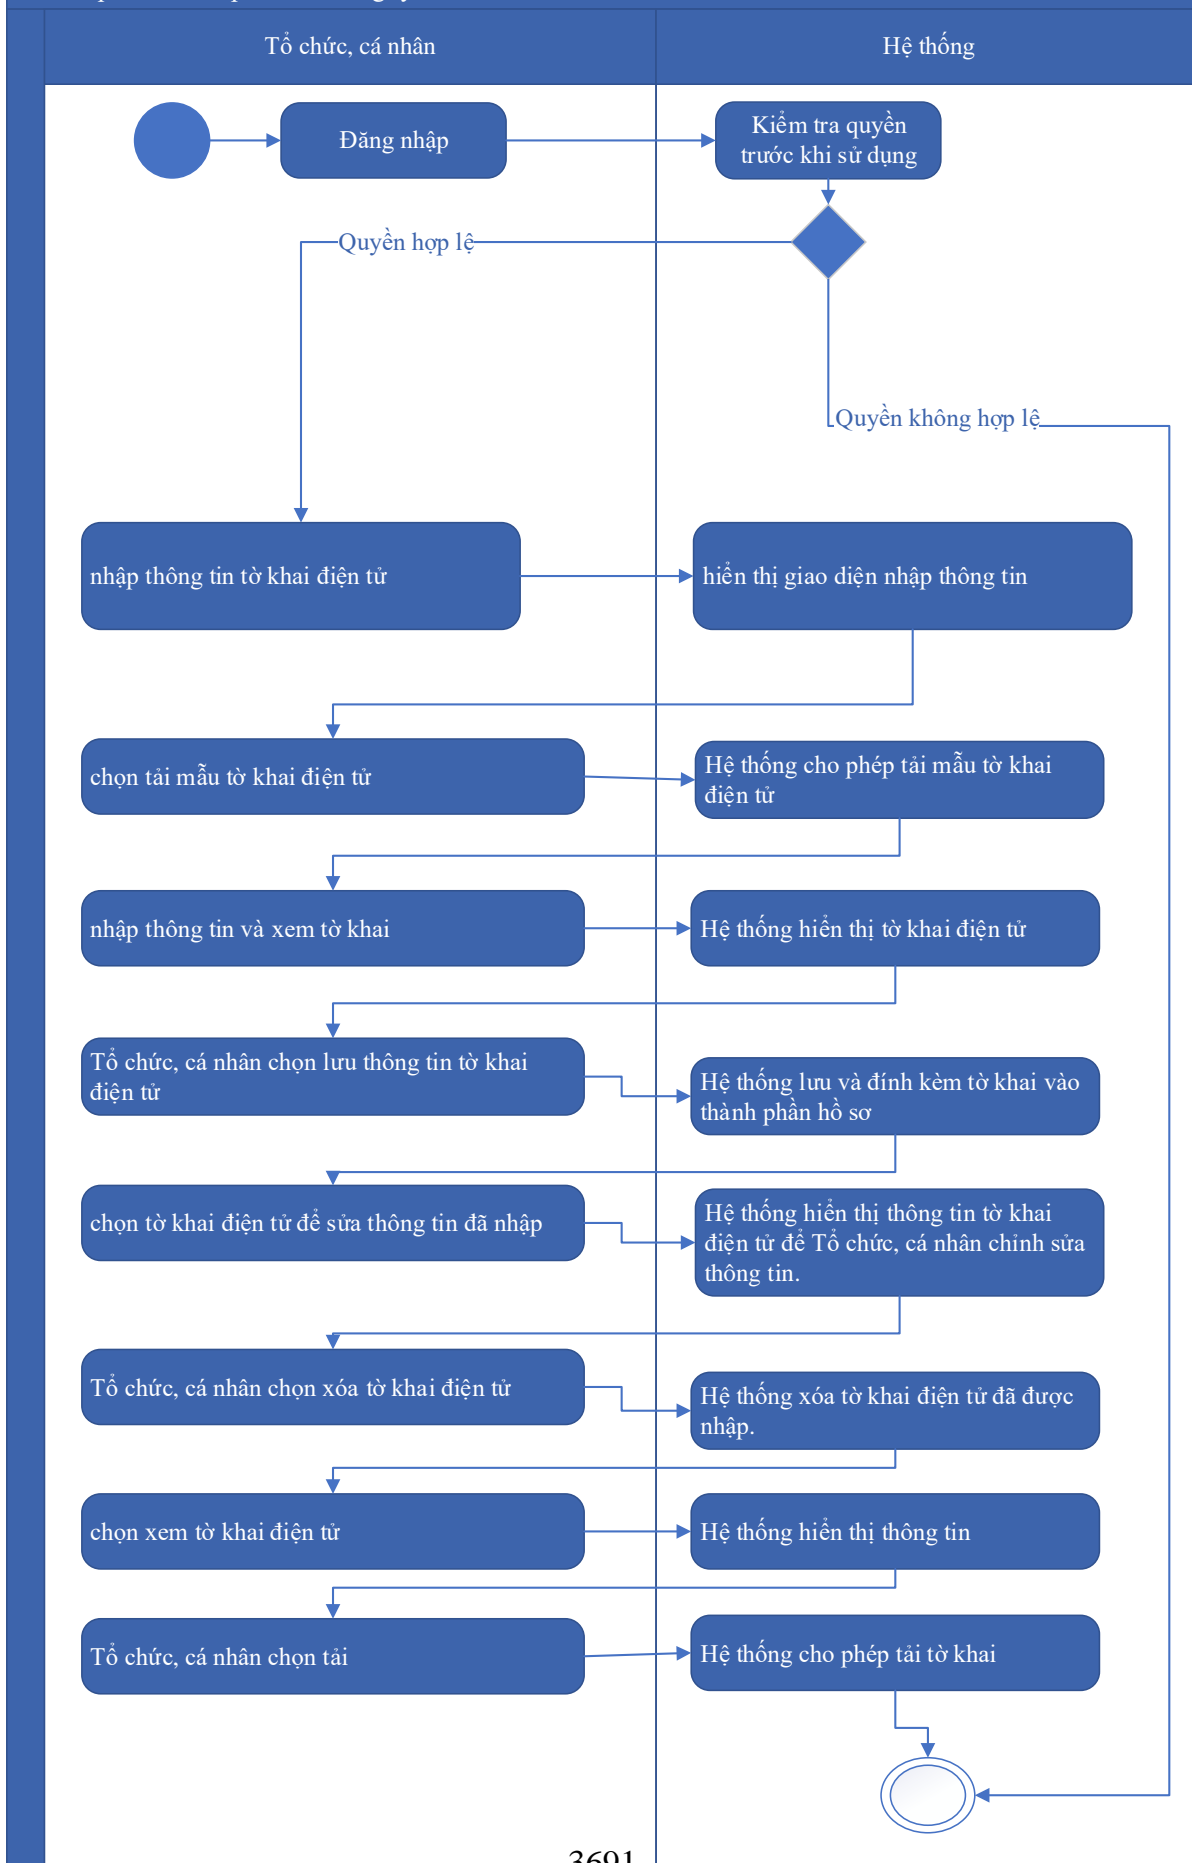 Tổ chức, cá nhân
Hệ thống
Đăng nhập
Kiểm tra quyền
trước khi sử dụng
Quyền hợp lệ
Quyền không hợp lệ
nhập thông tin tờ khai điện tử
hiển thị giao diện nhập thông tin
chọn tải mẫu tờ khai điện tử
Hệ thống cho phép tải mẫu tờ khai
điện tử
nhập thông tin và xem tờ khai
Hệ thống hiển thị tờ khai điện tử
Tổ chức, cá nhân chọn lưu thông tin tờ khai
điện tử
Hệ thống lưu và đính kèm tờ khai vào
thành phần hồ sơ
chọn tờ khai điện tử để sửa thông tin đã nhập
Hệ thống hiển thị thông tin tờ khai
điện tử để Tổ chức, cá nhân chỉnh sửa
thông tin.
Tổ chức, cá nhân chọn xóa tờ khai điện tử
Hệ thống xóa tờ khai điện tử đã được
nhập.
chọn xem tờ khai điện tử
Hệ thống hiển thị thông tin
Tổ chức, cá nhân chọn tải
Hệ thống cho phép tải tờ khai
3691